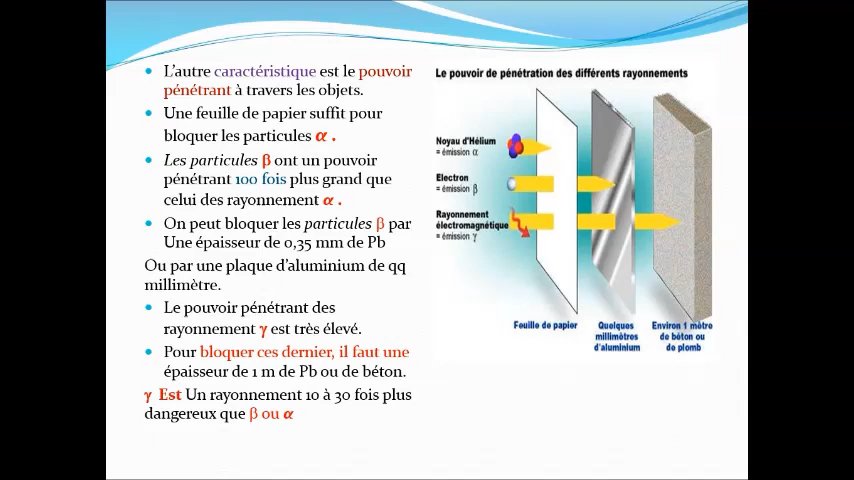 • L'autre caractéristique est le pouvoir
pénétrant à travers les objets.
• Une feuille de papier suffit pour
bloquer les particules α .
• Les particules β ont un pouvoir
pénétrant 100 fois plus grand que
celui des rayonnement α .
• On peut bloquer les particules β par
Une épaisseur de 0,35 mm de Pb
Ou par une plaque d'aluminium de qq
millimètre.
• Le pouvoir pénétrant des
rayonnement γ est très élevé.
• Pour bloquer ces dernier, il faut une
épaisseur de 1 m de Pb ou de béton.
γ Est Un rayonnement 10 à 30 fois plus
dangereux que β ou α
Le pouvoir de pénétration des différents rayonnements
Noyau d'Hélium
= émission α
Electron
= émission β
Rayonnement
électromagnétique
= émission γ
Feuille de papier
Quelques
millimètres
d'aluminium
Environ 1 mètre
de béton ou
de plomb